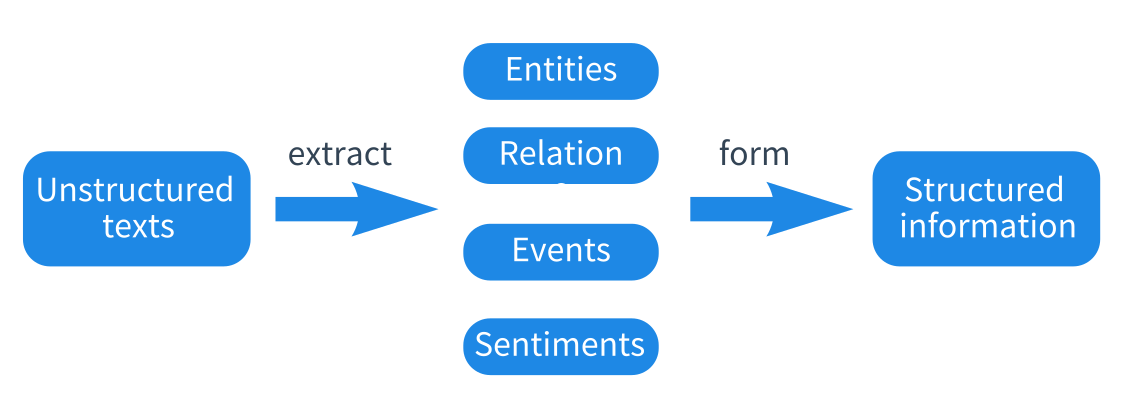 Entities
extract
Relation
form
Unstructured
texts
Structured
information
Events
Sentiments